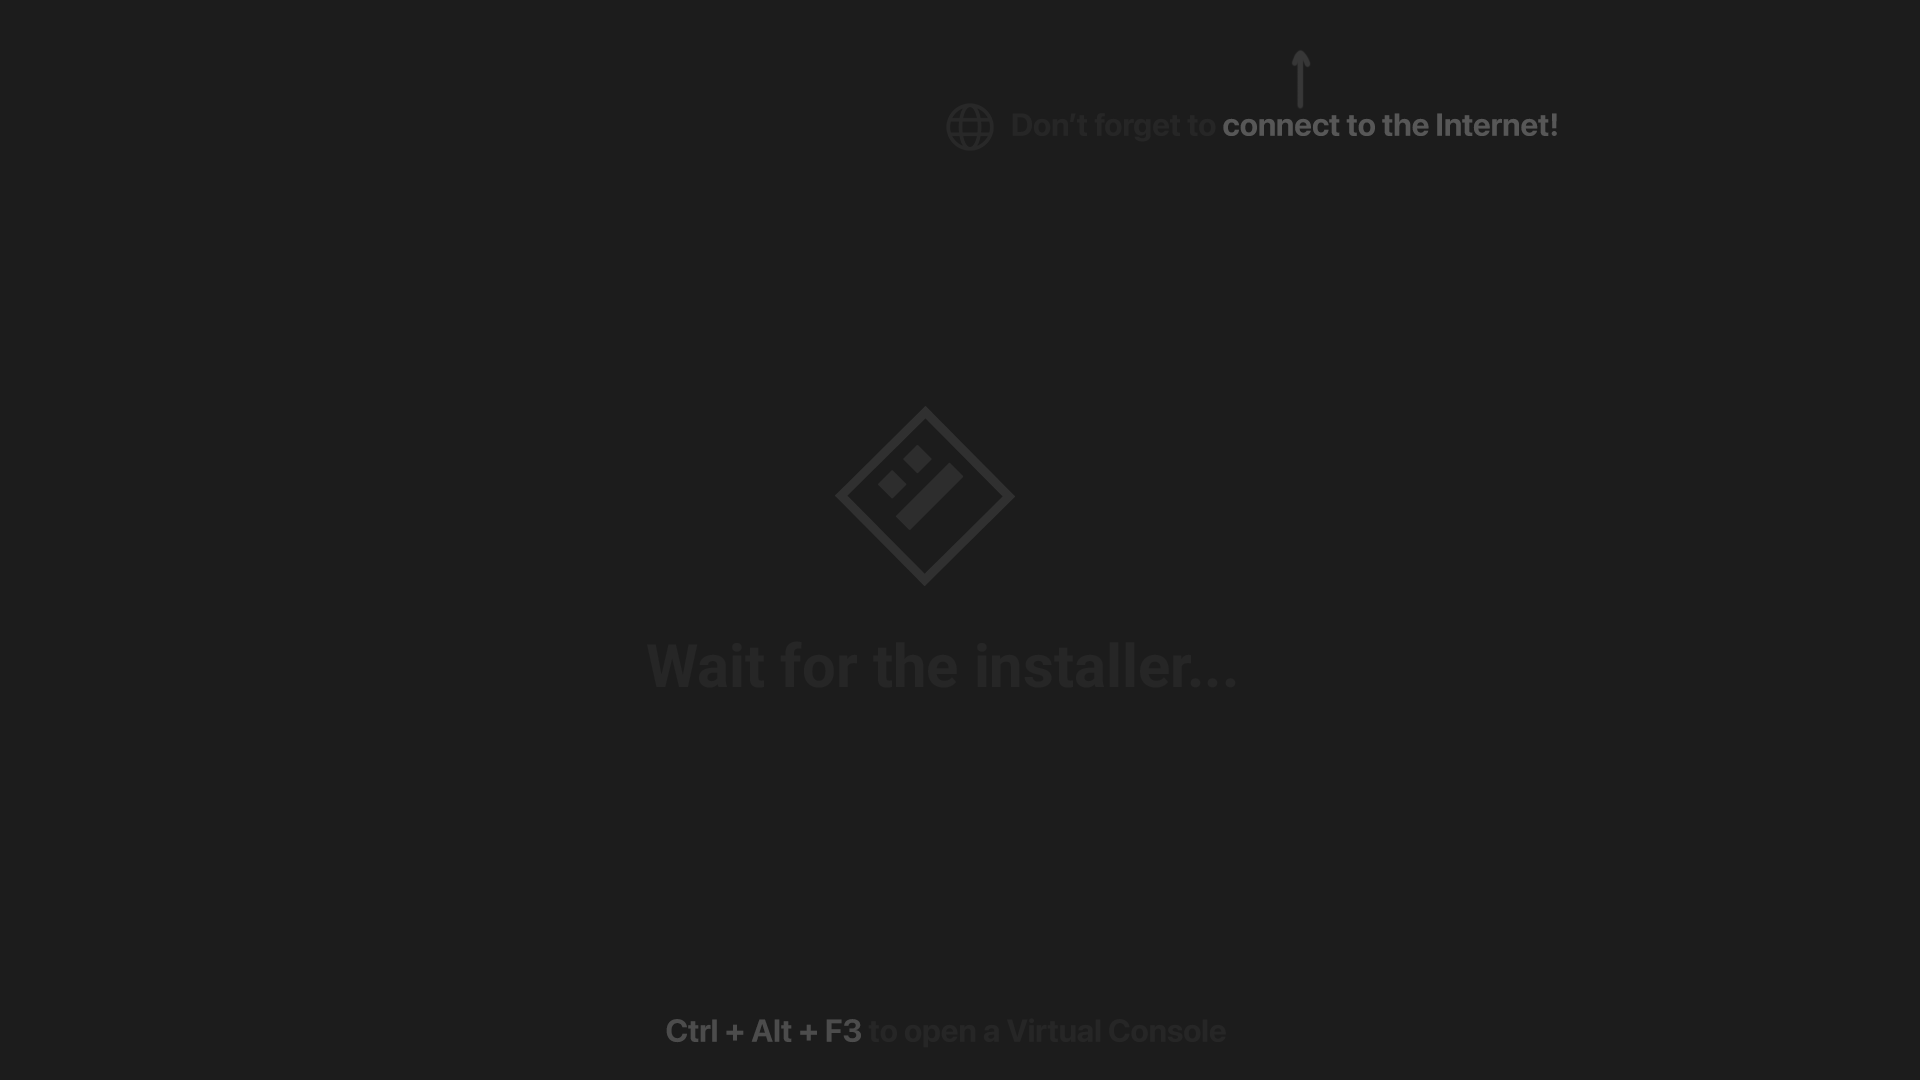 Don't forget to connect to the Internet!
Wait for the installer...
Ctrl + Alt + F3 to open a Virtual Console